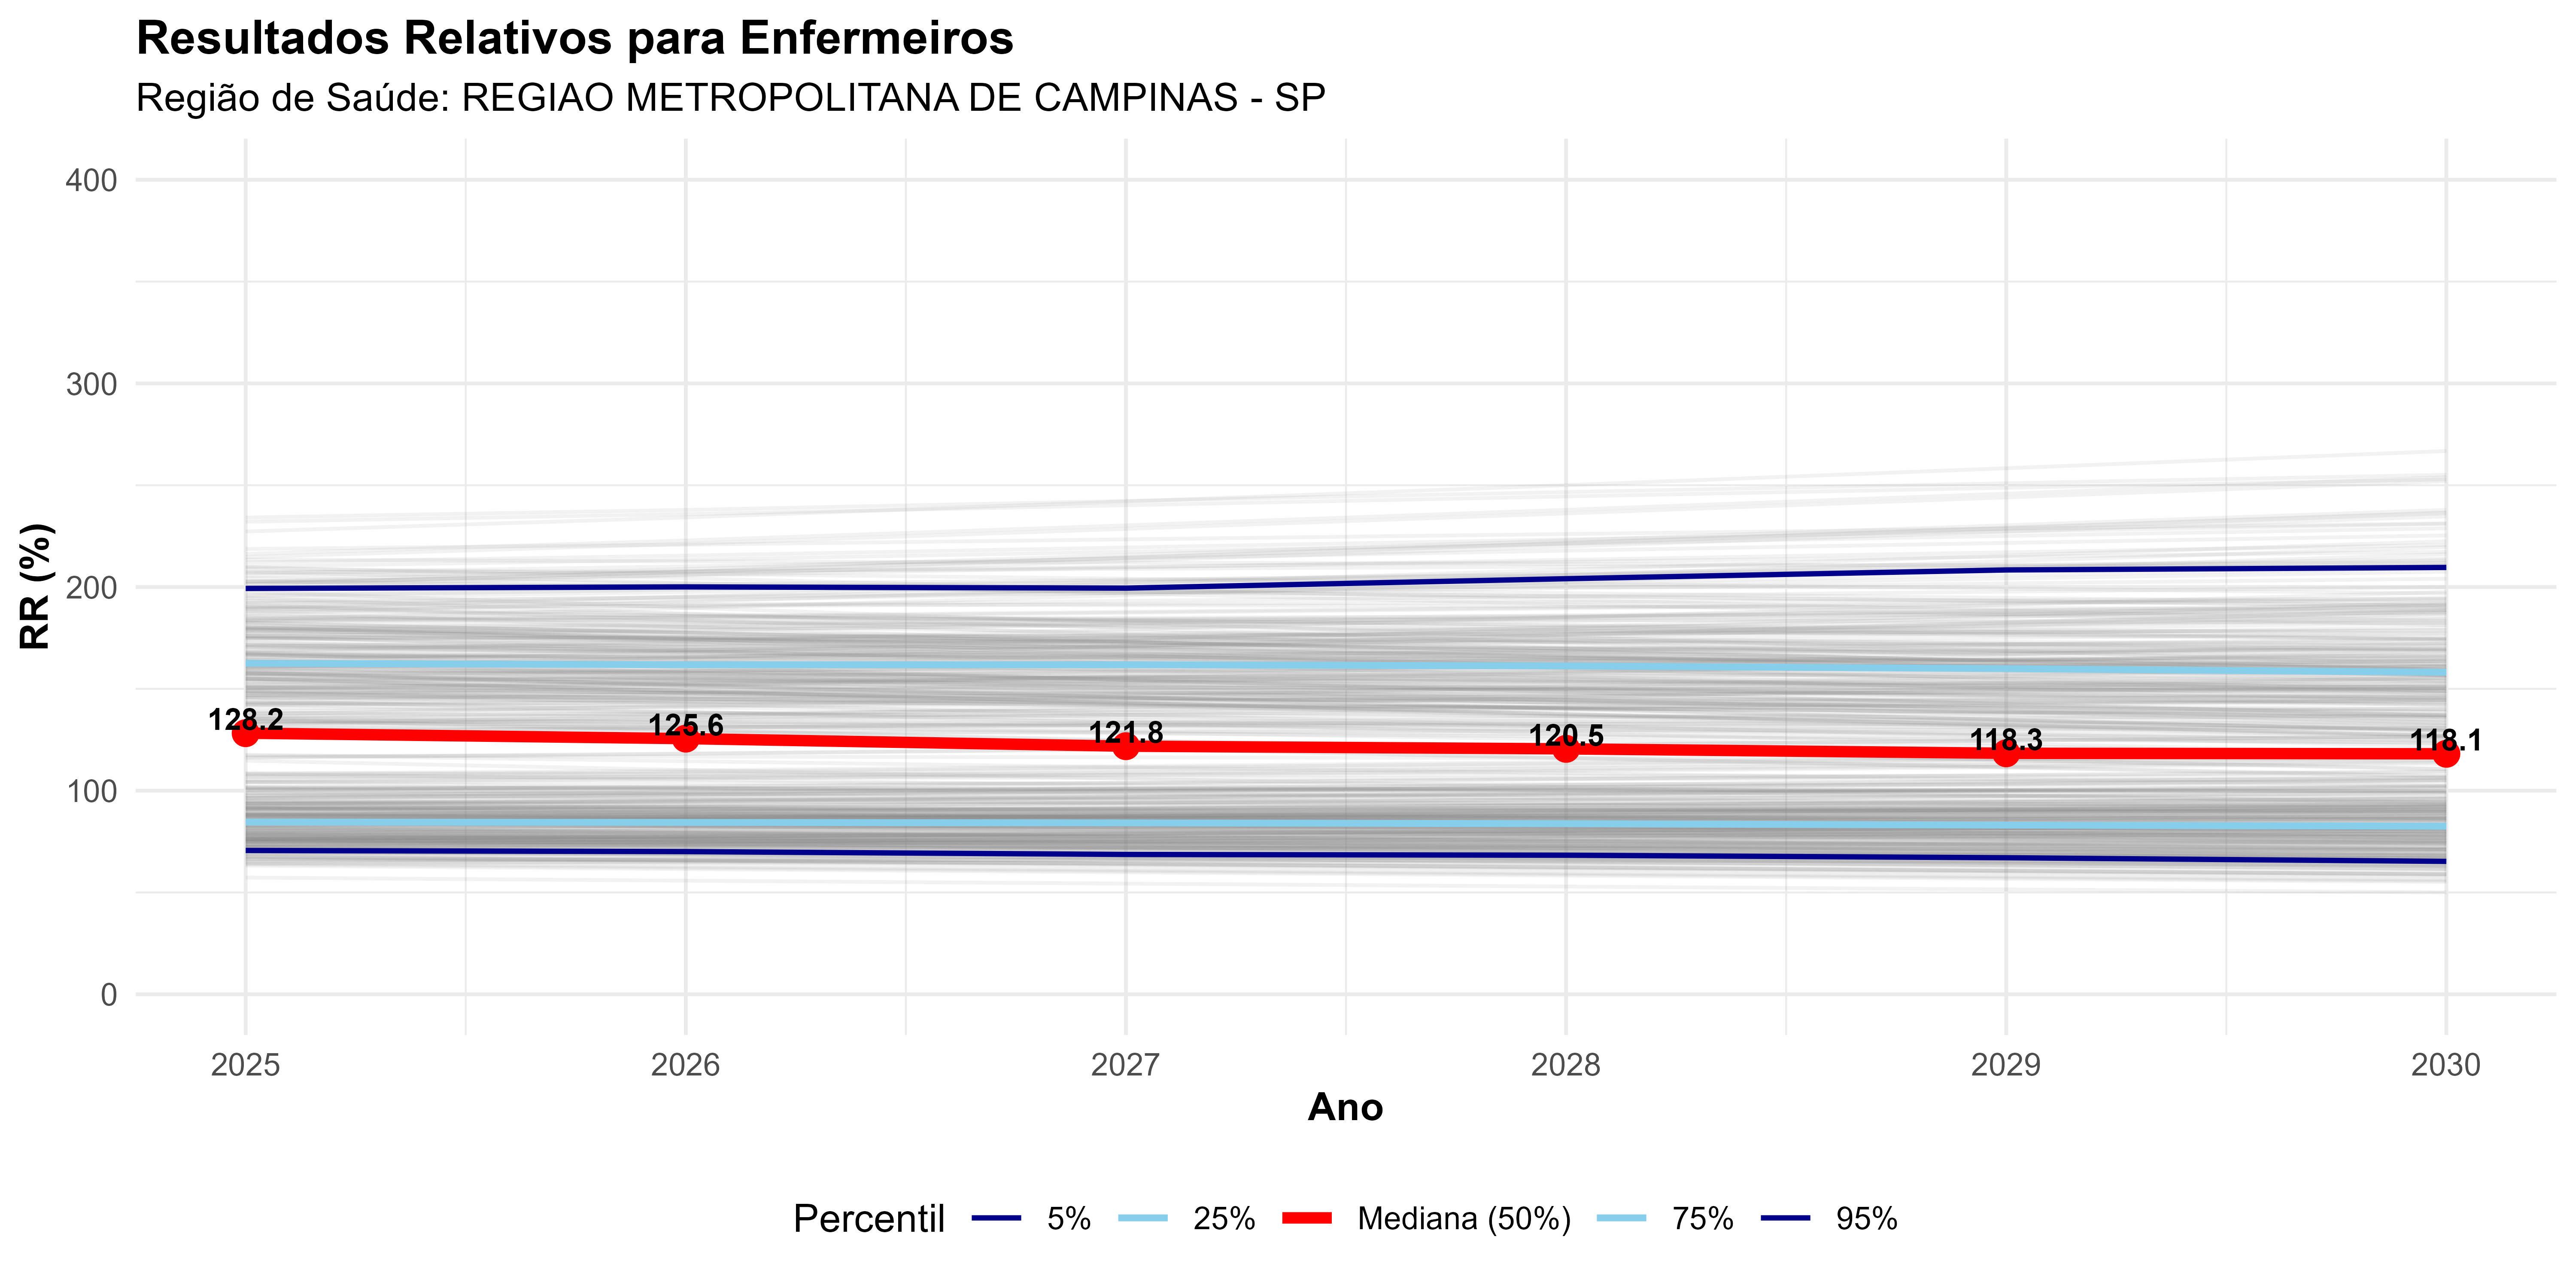 Resultados Relativos para Enfermeiros
Região de Saúde: REGIAO METROPOLITANA DE CAMPINAS - SP
400
300
200
100
0
RR (%)
128.2
125.6
121.8
120.5
118.3
118.1
2025 2026 2027 2028 2029 2030
Ano
Percentil 5% 25% Mediana (50%) 75% 95%